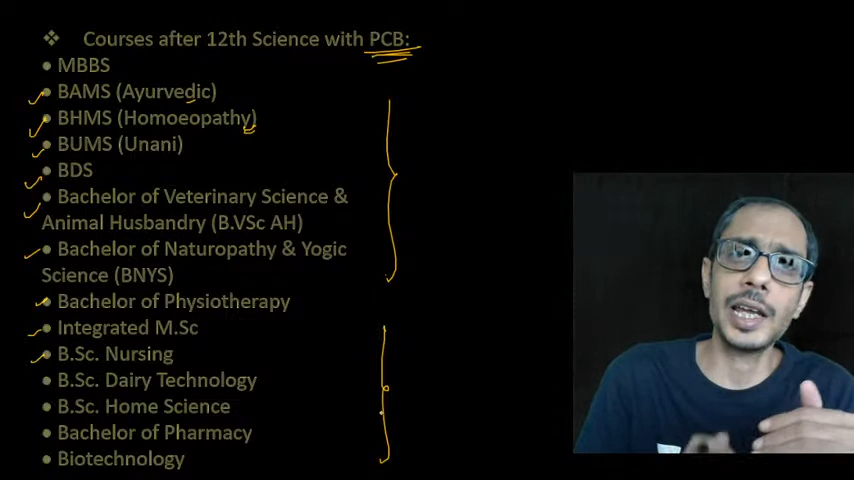 ❖ Courses after 12th Science with PCB:
• MBBS
• BAMS (Ayurvedic)
• BHMS (Homoeopathy)
• BUMS (Unani)
• BDS
• Bachelor of Veterinary Science &
Animal Husbandry (B.VSc AH)
• Bachelor of Naturopathy & Yogic
Science (BNYS)
• Bachelor of Physiotherapy
• Integrated M.Sc
• B.Sc. Nursing
• B.Sc. Dairy Technology
• B.Sc. Home Science
• Bachelor of Pharmacy
• Biotechnology